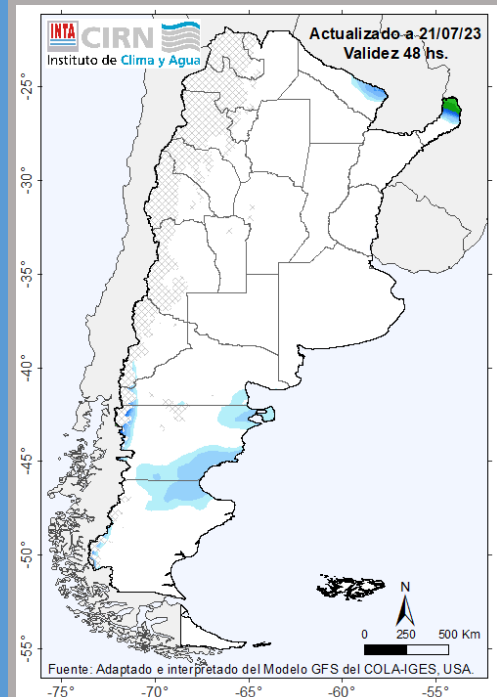 INTA CIRN
Instituto de Clima y Agua
Actualizado a 21/07/23
Validez 48 hs.
-25°
-30°
-35°
-40°
-45°
-50°
-55°
N
0 250 500 Km
Fuente: Adaptado e interpretado del Modelo GFS del COLA-IGES, USA.
-75° -70° -65° -60° -55°